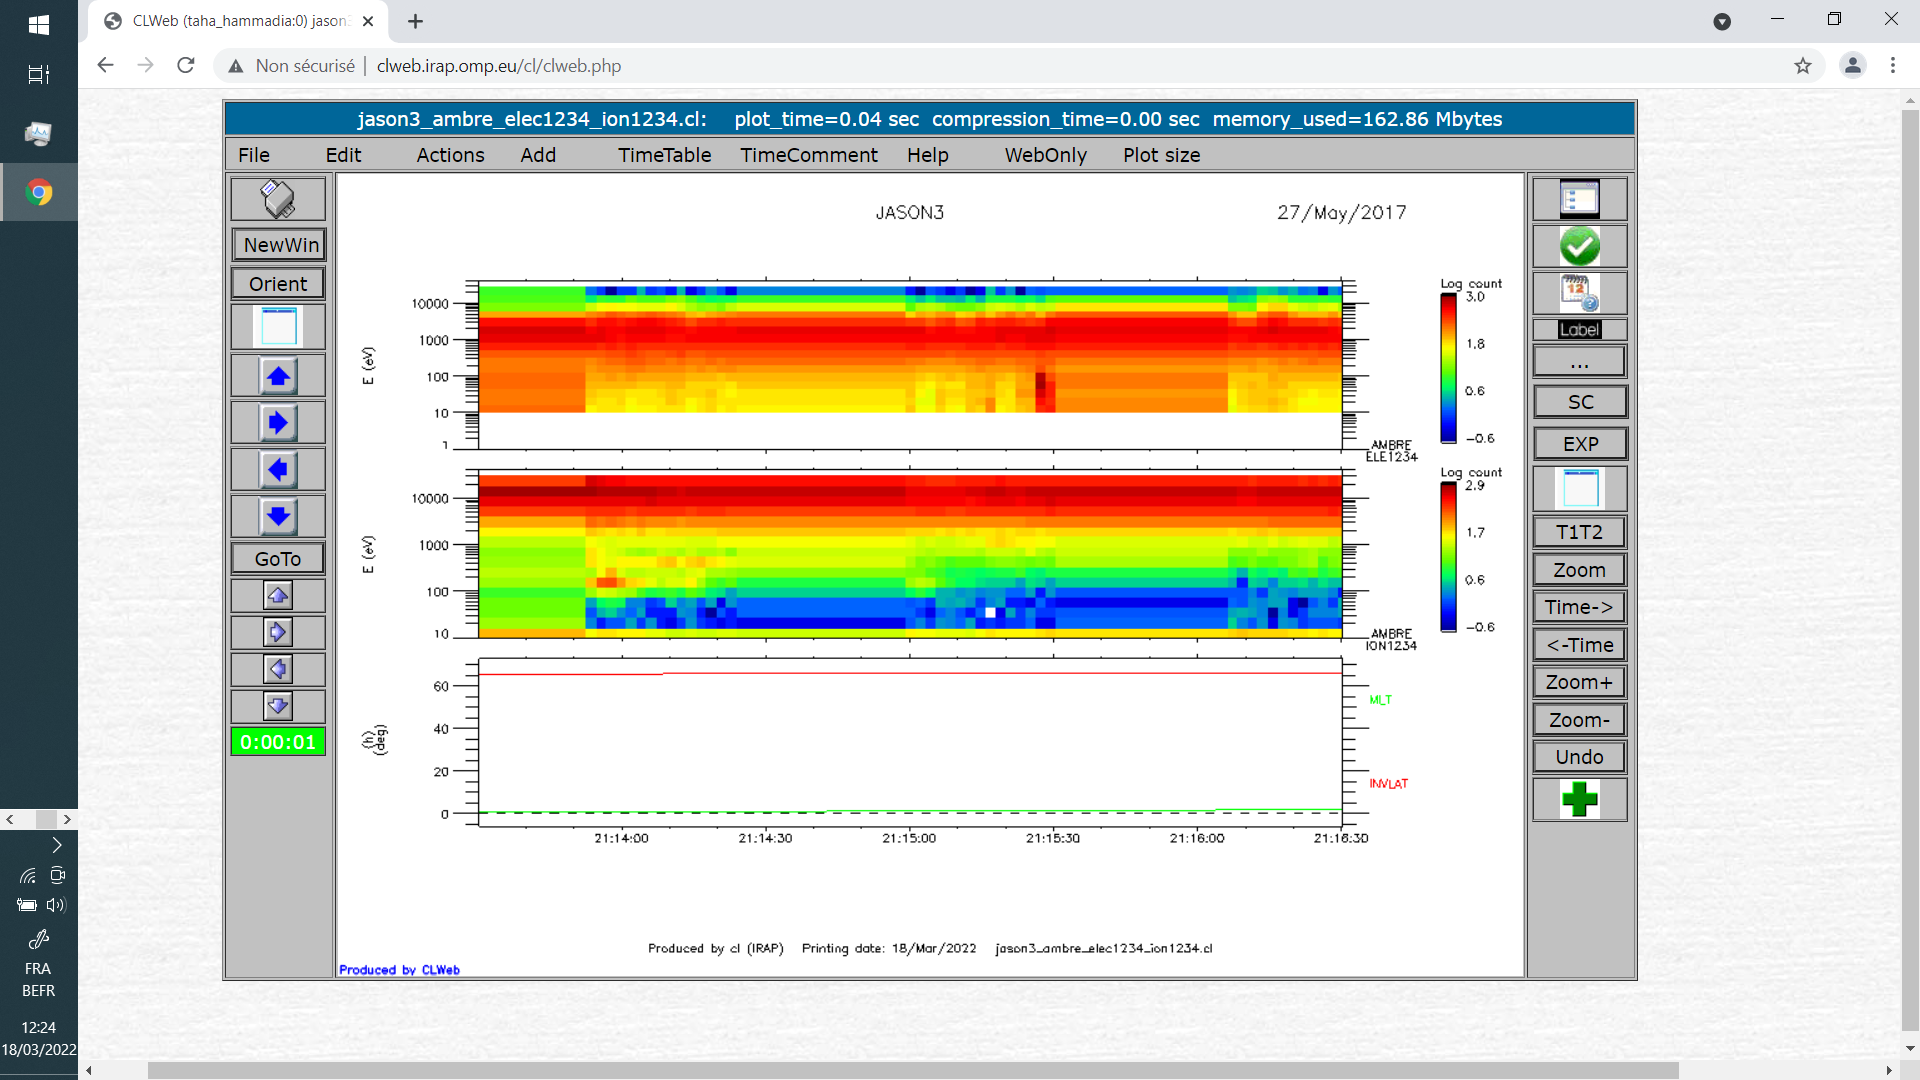 CLWeb (taha_hammadia:0) jason3
Non sécurisé | clweb.irap.omp.eu/cl/clweb.php
jason3_ambre_elec1234_ion1234.cl: plot_time=0.04 sec compression_time=0.00 sec memory_used=162.86 Mbytes
File Edit Actions Add TimeTable TimeComment Help WebOnly Plot size
NewWin
Orient
GoTo
0:00:01
JASON3 27/May/2017
E (eV)
10000
1000
100
10
1
Log count
3.0
1.8
0.6
-0.6
AMBRE
ELE1234
E (eV)
10000
1000
100
10
Log count
2.9
1.7
0.6
-0.6
AMBRE
ION1234
(h)
(deg)
60
40
20
0
MLT
INVLAT
21:14:00 21:14:30 21:15:00 21:15:30 21:16:00 21:16:30
Produced by cl (IRAP) Printing date: 18/Mar/2022 jason3_ambre_elec1234_ion1234.cl
Produced by CLWeb
12
Label
...
SC
EXP
T1T2
Zoom
Time->
<-Time
Zoom+
Zoom-
Undo
FRA
BEFR
12:24
18/03/2022